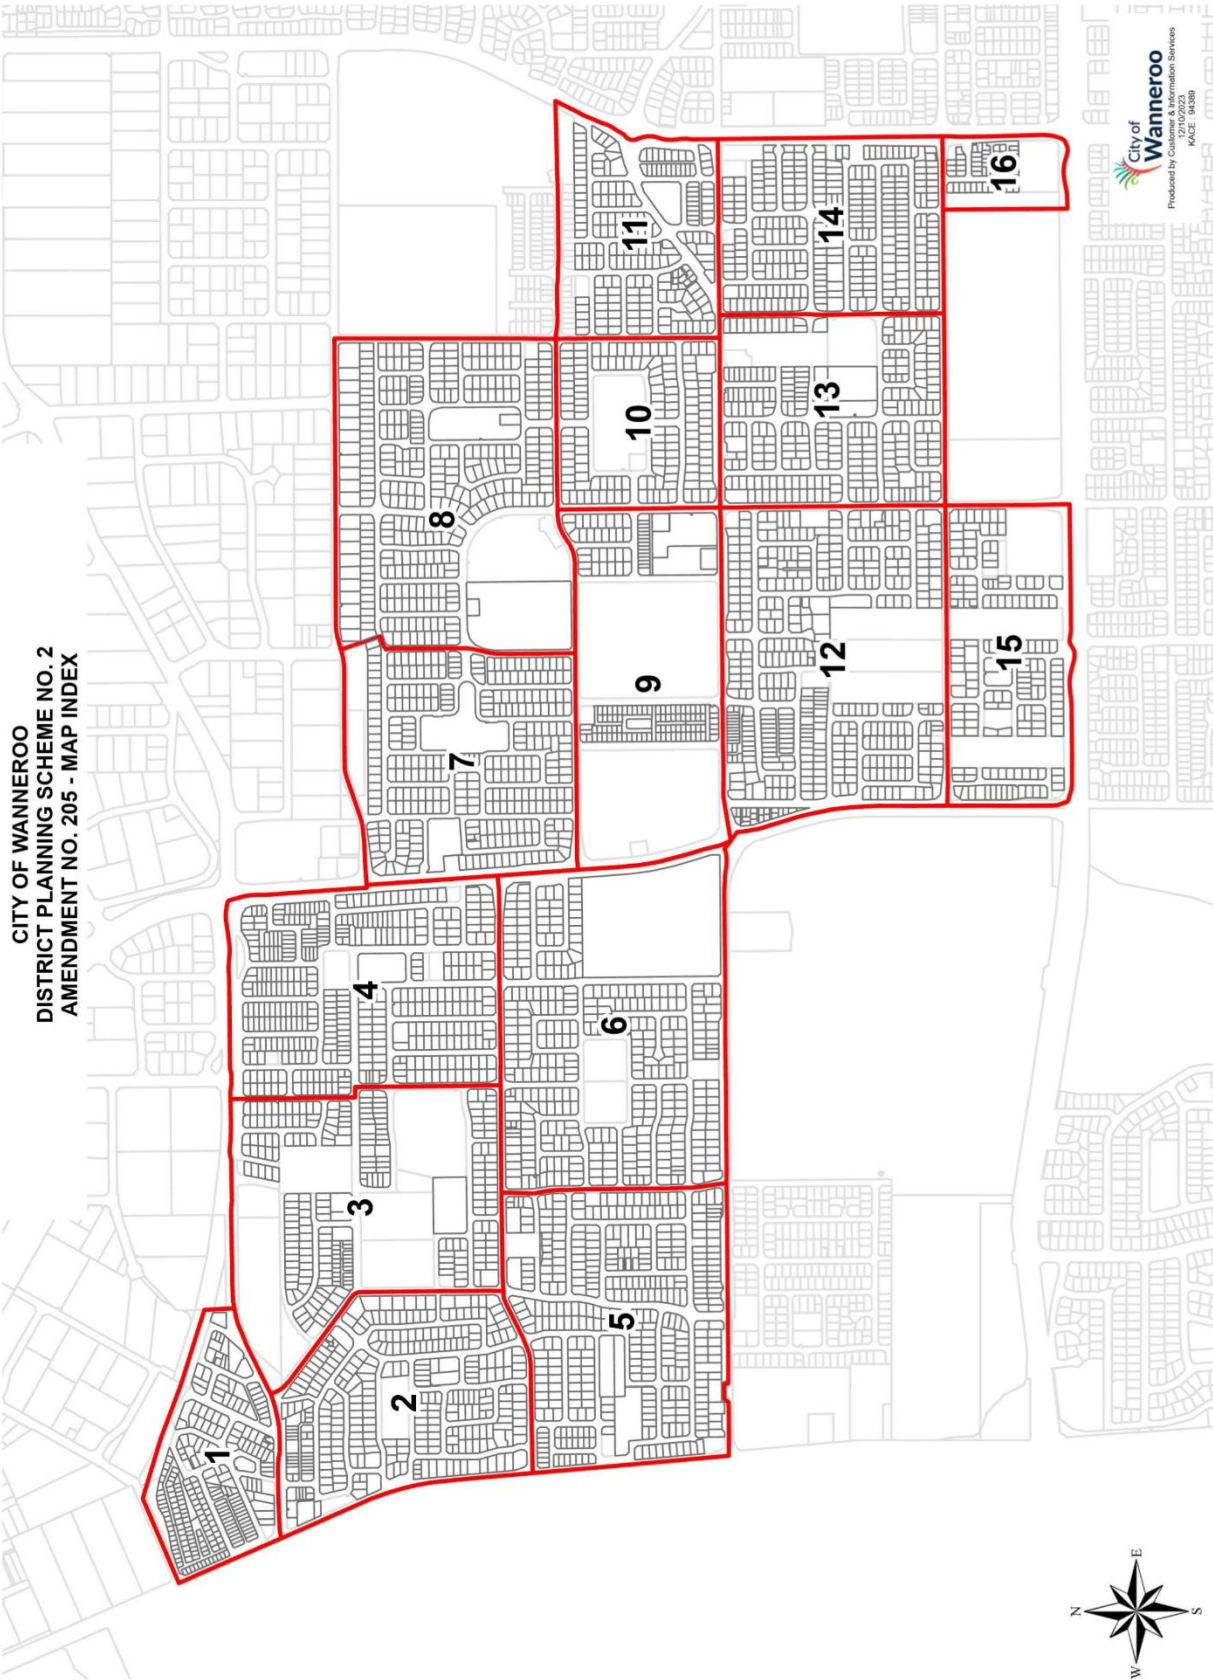 CITY OF WANNEROO
DISTRICT PLANNING SCHEME NO. 2
AMENDMENT NO. 205 - MAP INDEX
1
2
3
4
5
6
7
8
9
10
11
12
13
14
15
16
N
W
E
S
City of
Wanneroo
Produced by Customer & Information Services
12/10/2023
KACE : 94389